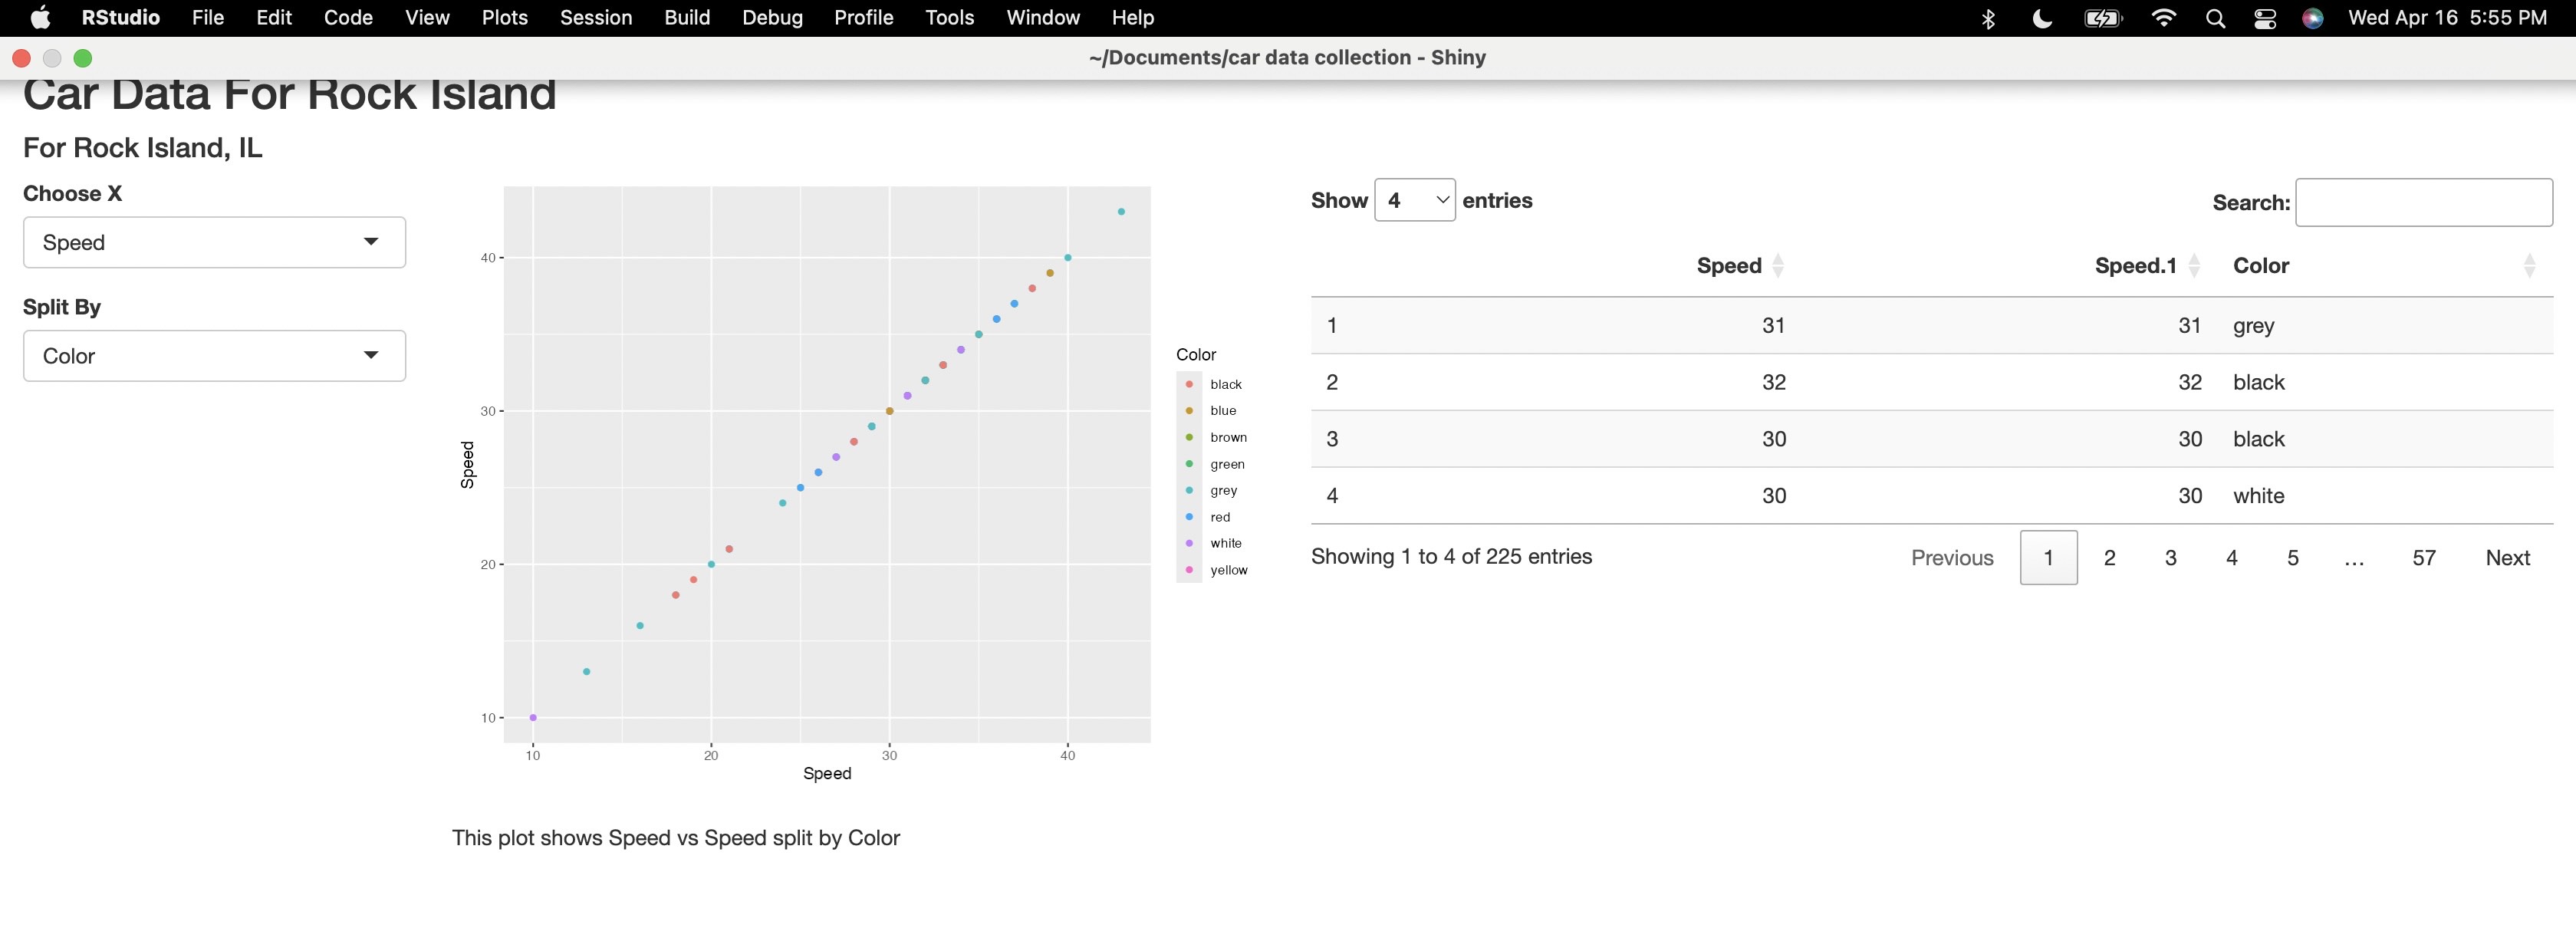 RStudio File Edit Code View Plots Session Build Debug Profile Tools Window Help Wed Apr 16 5:55 PM
~/Documents/car data collection - Shiny
Car Data For Rock Island
For Rock Island, IL
Choose X
Speed
Split By
Color
40
30
20
10
Speed
10 20 30 40
Speed
Color
black
blue
brown
green
grey
red
white
yellow
This plot shows Speed vs Speed split by Color
Show 4 entries
Search:
Speed Speed.1 Color
1 31 31 grey
2 32 32 black
3 30 30 black
4 30 30 white
Showing 1 to 4 of 225 entries
Previous 1 2 3 4 5 … 57 Next